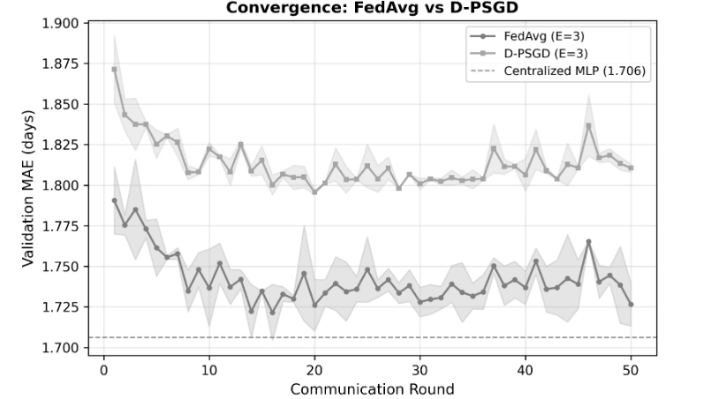 Convergence: FedAvg vs D-PSGD
1.900
1.875
1.850
1.825
1.800
1.775
1.750
1.725
1.700
Validation MAE (days)
FedAvg (E=3)
D-PSGD (E=3)
Centralized MLP (1.706)
0 10 20 30 40 50
Communication Round